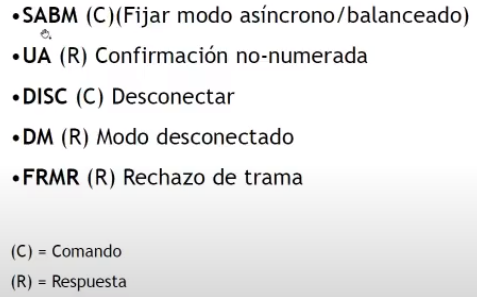 •SABM (C)(Fijar modo asíncrono/balanceado)
•UA (R) Confirmación no-numerada
•DISC (C) Desconectar
•DM (R) Modo desconectado
•FRMR (R) Rechazo de trama
(C) = Comando
(R) = Respuesta